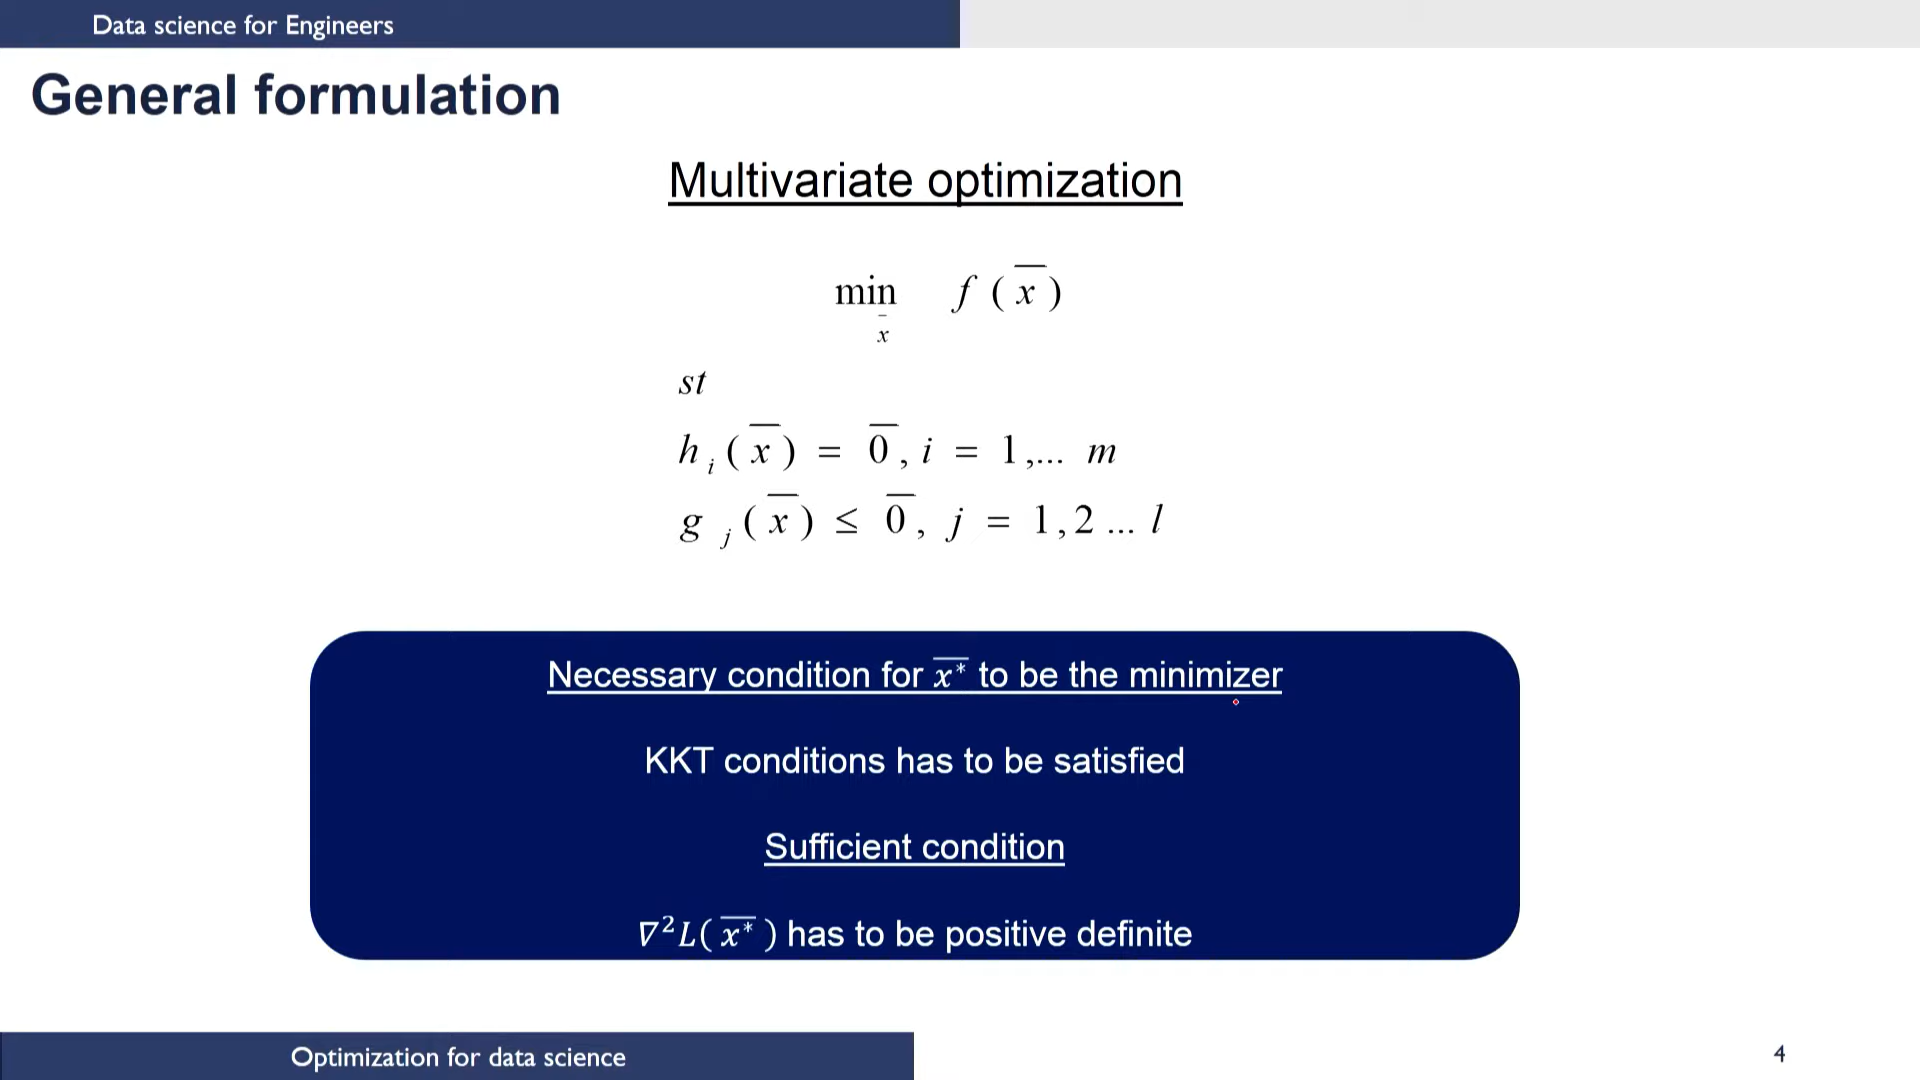 Data science for Engineers
General formulation
Multivariate optimization
min f ( x̅ )
x̅
st
h i ( x̅ ) = 0̅ , i = 1 ,... m
g j ( x̅ ) ≤ 0̅ , j = 1 , 2 ... l
Necessary condition for x̅*̅ to be the minimizer
KKT conditions has to be satisfied
Sufficient condition
∇²L( x̅*̅ ) has to be positive definite
Optimization for data science
4